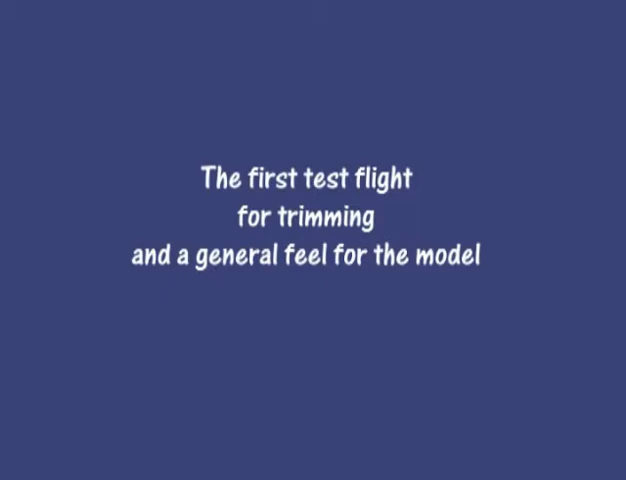 The first test flight
for trimming
and a general feel for the model